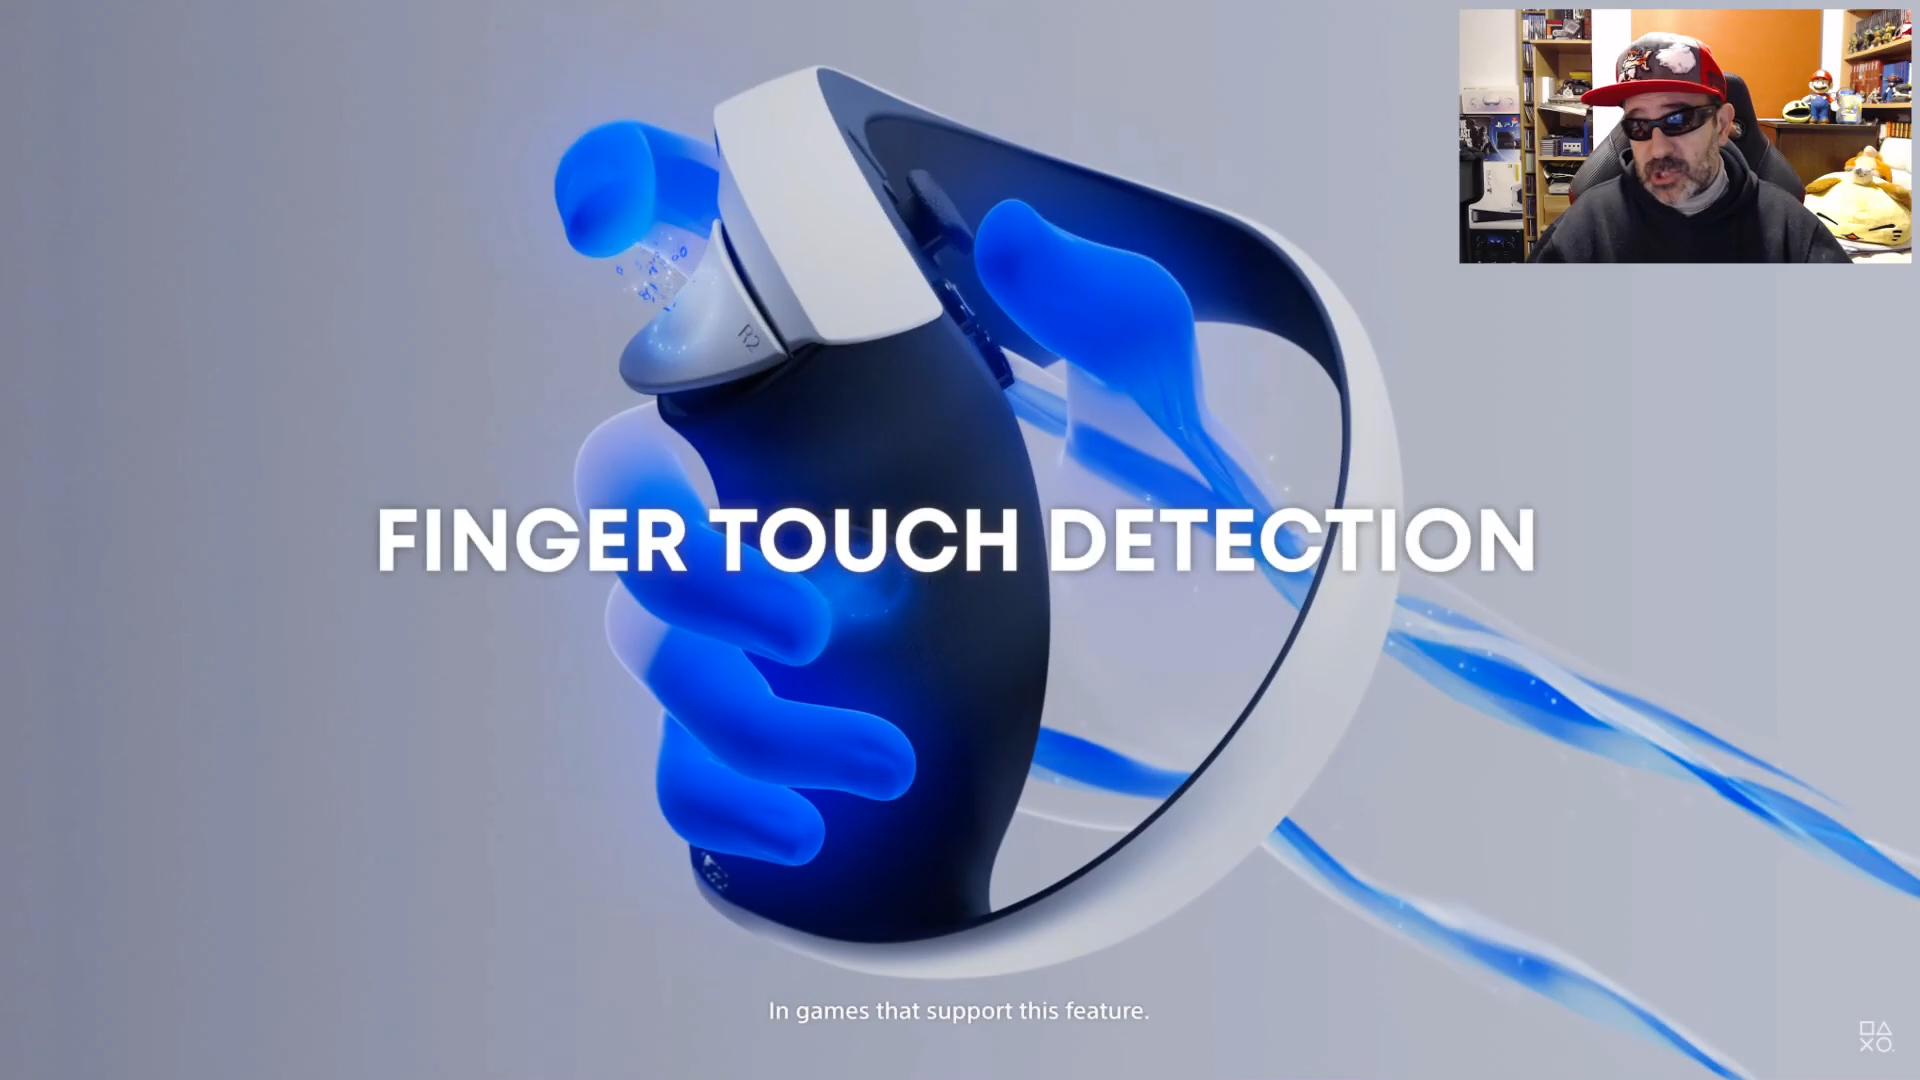 R2
FINGER TOUCH DETECTION
In games that support this feature.